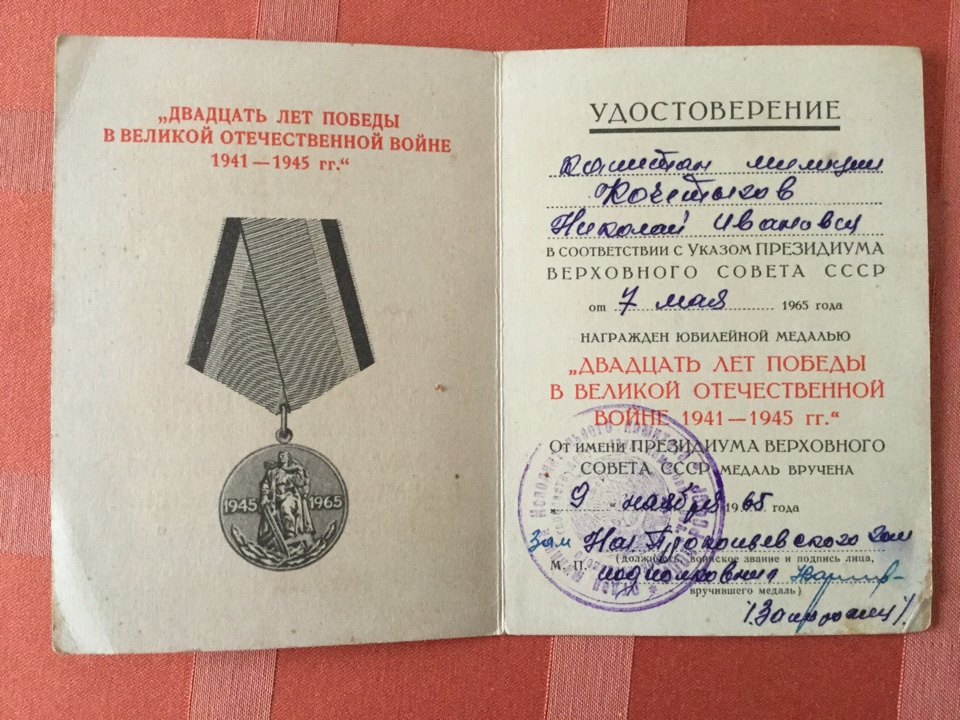 „ДВАДЦАТЬ ЛЕТ ПОБЕДЫ
В ВЕЛИКОЙ ОТЕЧЕСТВЕННОЙ ВОЙНЕ
1941—1945 гг.“
1945 1965
УДОСТОВЕРЕНИЕ
Капитан милиции
Кочетыгов
Николай Иванович
В СООТВЕТСТВИИ С УКАЗОМ ПРЕЗИДИУМА
ВЕРХОВНОГО СОВЕТА СССР
от 7 мая 1965 года
НАГРАЖДЕН ЮБИЛЕЙНОЙ МЕДАЛЬЮ
„ДВАДЦАТЬ ЛЕТ ПОБЕДЫ
В ВЕЛИКОЙ ОТЕЧЕСТВЕННОЙ
ВОЙНЕ 1941—1945 гг.“
ОТ ИМЕНИ ПРЕЗИДИУМА ВЕРХОВНОГО
СОВЕТА СССР МЕДАЛЬ ВРУЧЕНА
„ 9 “ ноября 1965 года
Зам Нач Прокопьевского
(должность, воинское звание и подпись лица,
М. П. подполковник
вручившего медаль)